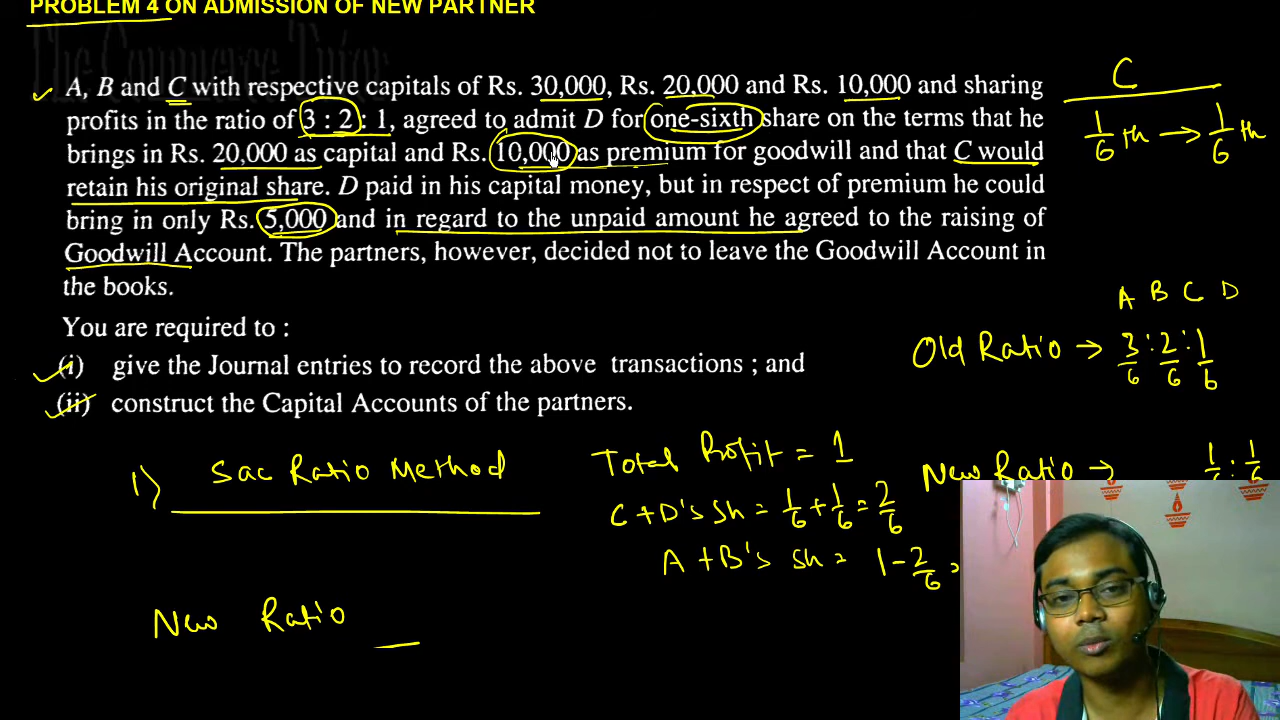 PROBLEM 4 ON ADMISSION OF NEW PARTNER
The Commerce Tutor
A, B and C with respective capitals of Rs. 30,000, Rs. 20,000 and Rs. 10,000 and sharing
profits in the ratio of 3 : 2 : 1, agreed to admit D for one-sixth share on the terms that he
brings in Rs. 20,000 as capital and Rs. 10,000 as premium for goodwill and that C would
retain his original share. D paid in his capital money, but in respect of premium he could
bring in only Rs. 5,000 and in regard to the unpaid amount he agreed to the raising of
Goodwill Account. The partners, however, decided not to leave the Goodwill Account in
the books.
You are required to :
(i) give the Journal entries to record the above transactions ; and
(ii) construct the Capital Accounts of the partners.
C
1/6 th → 1/6 th
A B C D
Old Ratio → 3/6 : 2/6 : 1/6
New Ratio → 1/6 : 1/6
1) Sac Ratio Method
Total Profit = 1
C + D's Sh = 1/6 + 1/6 = 2/6
A + B's Sh = 1 - 2/6 =
New Ratio